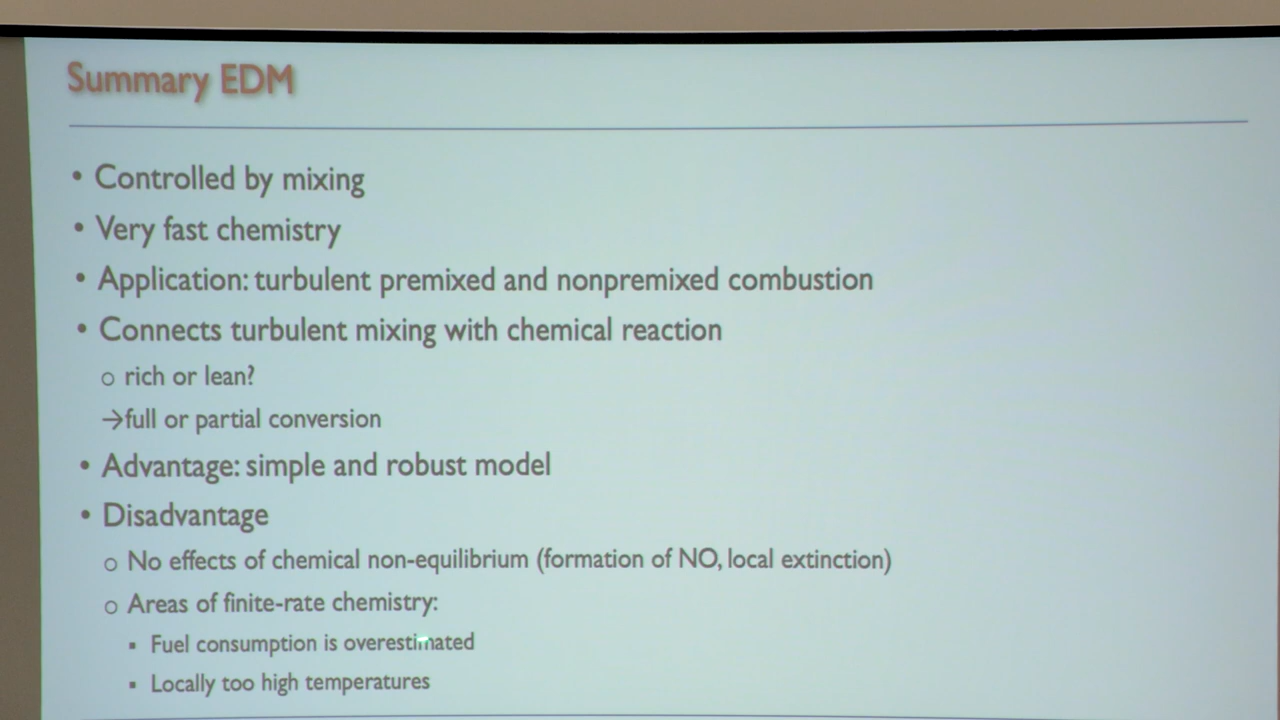 Summary EDM
• Controlled by mixing
• Very fast chemistry
• Application: turbulent premixed and nonpremixed combustion
• Connects turbulent mixing with chemical reaction
o rich or lean?
→full or partial conversion
• Advantage: simple and robust model
• Disadvantage
o No effects of chemical non-equilibrium (formation of NO, local extinction)
o Areas of finite-rate chemistry:
▪ Fuel consumption is overestimated
▪ Locally too high temperatures